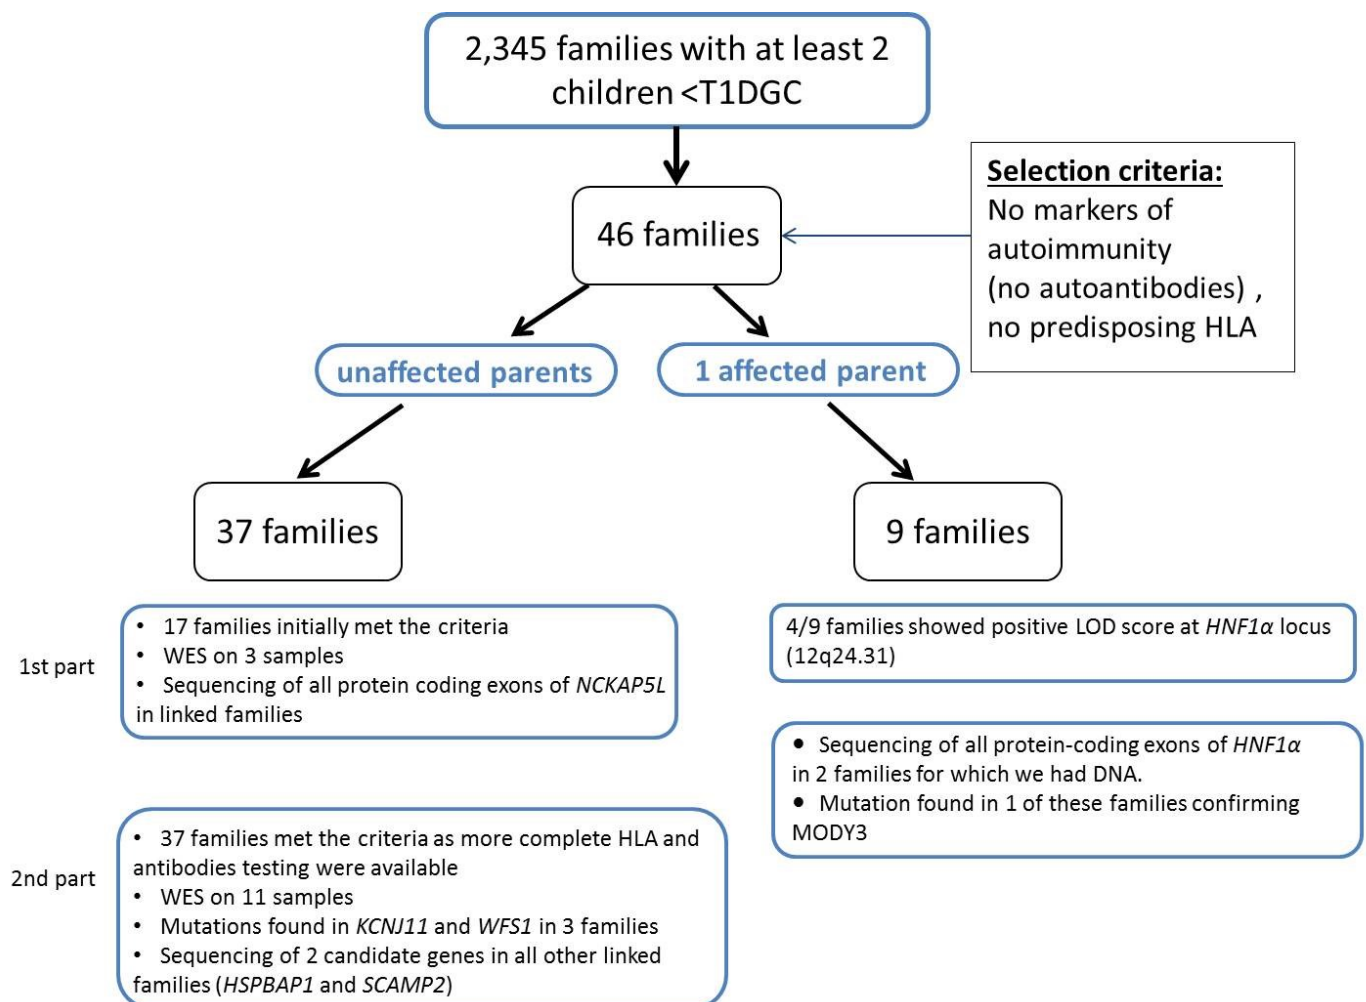 2,345 families with at least 2
children <T1DGC
46 families
Selection criteria:
No markers of
autoimmunity
(no autoantibodies) ,
no predisposing HLA
unaffected parents
1 affected parent
37 families
9 families
1st part
• 17 families initially met the criteria
• WES on 3 samples
• Sequencing of all protein coding exons of NCKAP5L
in linked families
4/9 families showed positive LOD score at HNF1α locus
(12q24.31)
• Sequencing of all protein-coding exons of HNF1α
in 2 families for which we had DNA.
• Mutation found in 1 of these families confirming
MODY3
2nd part
• 37 families met the criteria as more complete HLA and
antibodies testing were available
• WES on 11 samples
• Mutations found in KCNJ11 and WFS1 in 3 families
• Sequencing of 2 candidate genes in all other linked
families (HSPBAP1 and SCAMP2)